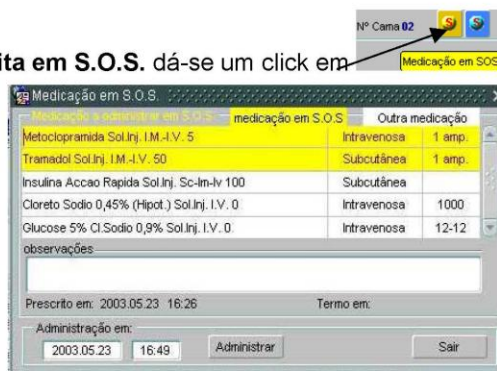 Nº Cama 02 S S
ita em S.O.S. dá-se um click em
Medicação em SOS
Medicação em S.O.S.
Medicação a administrar em S.O.S. medicação em S.O.S Outra medicação
Metoclopramida Sol.Inj. I.M.-I.V. 5 Intravenosa 1 amp.
Tramadol Sol.Inj. I.M.-I.V. 50 Subcutânea 1 amp.
Insulina Accao Rapida Sol.Inj. Sc-Im-Iv 100 Subcutânea
Cloreto Sodio 0,45% (Hipot.) Sol.Inj. I.V. 0 Intravenosa 1000
Glucose 5% Cl.Sodio 0,9% Sol.Inj. I.V. 0 Intravenosa 12-12
observações
Prescrito em: 2003.05.23 16:26 Termo em:
Administração em:
2003.05.23 16:49 Administrar Sair